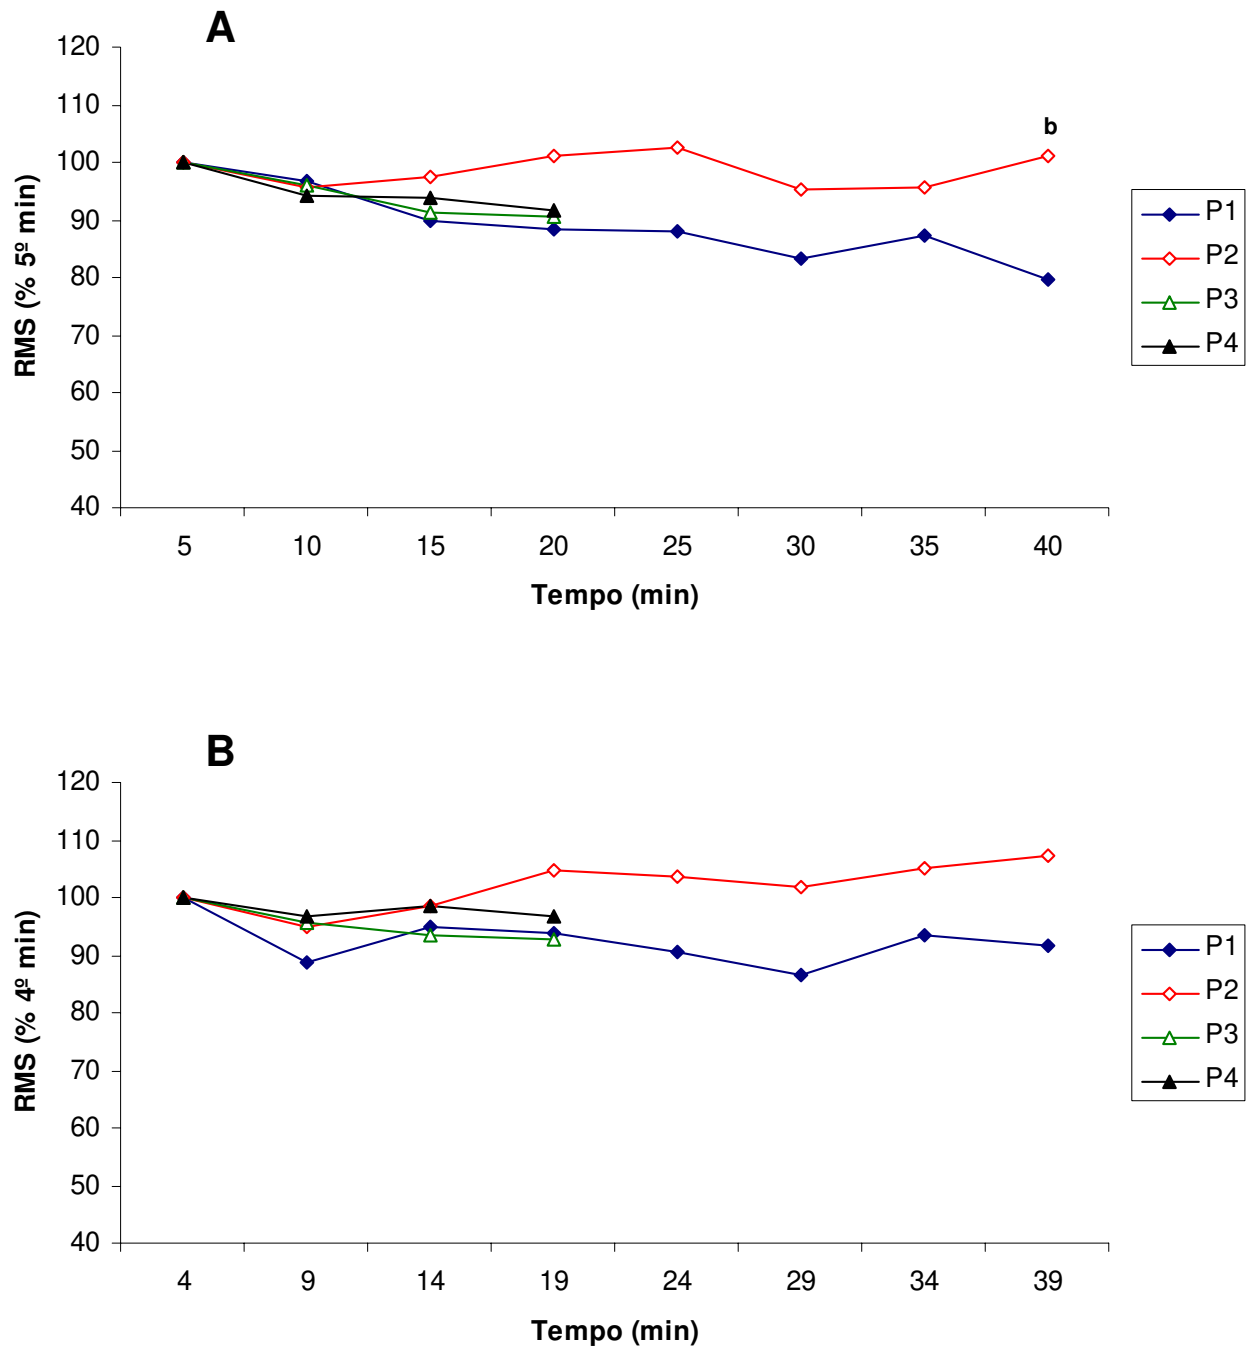 A
120
110
100
90
80
70
60
50
40
RMS (% 5º min)
b
5 10 15 20 25 30 35 40
Tempo (min)
P1
P2
P3
P4
B
120
110
100
90
80
70
60
50
40
RMS (% 4º min)
4 9 14 19 24 29 34 39
Tempo (min)
P1
P2
P3
P4